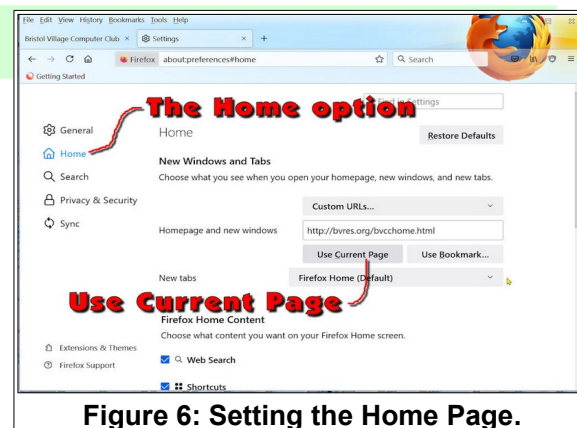 File Edit View History Bookmarks Tools Help
Bristol Village Computer Club × Settings × +
Firefox about:preferences#home Search
Getting Started
The Home option
Find in Settings
General Home Restore Defaults
Home
New Windows and Tabs
Search Choose what you see when you open your homepage, new windows, and new tabs.
Privacy & Security Custom URLs...
Sync
Homepage and new windows http://bvres.org/bvcchome.html
Use Current Page Use Bookmark...
New tabs Firefox Home (Default)
Use Current Page
Firefox Home Content
Choose what content you want on your Firefox Home screen.
Extensions & Themes
Web Search
Firefox Support
Shortcuts
Figure 6: Setting the Home Page.